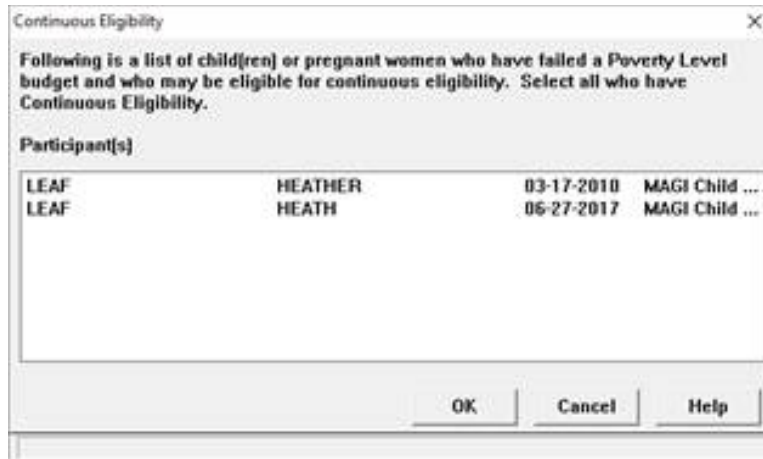 Continuous Eligibility
Following is a list of child(ren) or pregnant women who have failed a Poverty Level
budget and who may be eligible for continuous eligibility. Select all who have
Continuous Eligibility.
Participant(s)
LEAF HEATHER 03-17-2010 MAGI Child ...
LEAF HEATH 06-27-2017 MAGI Child ...
OK Cancel Help